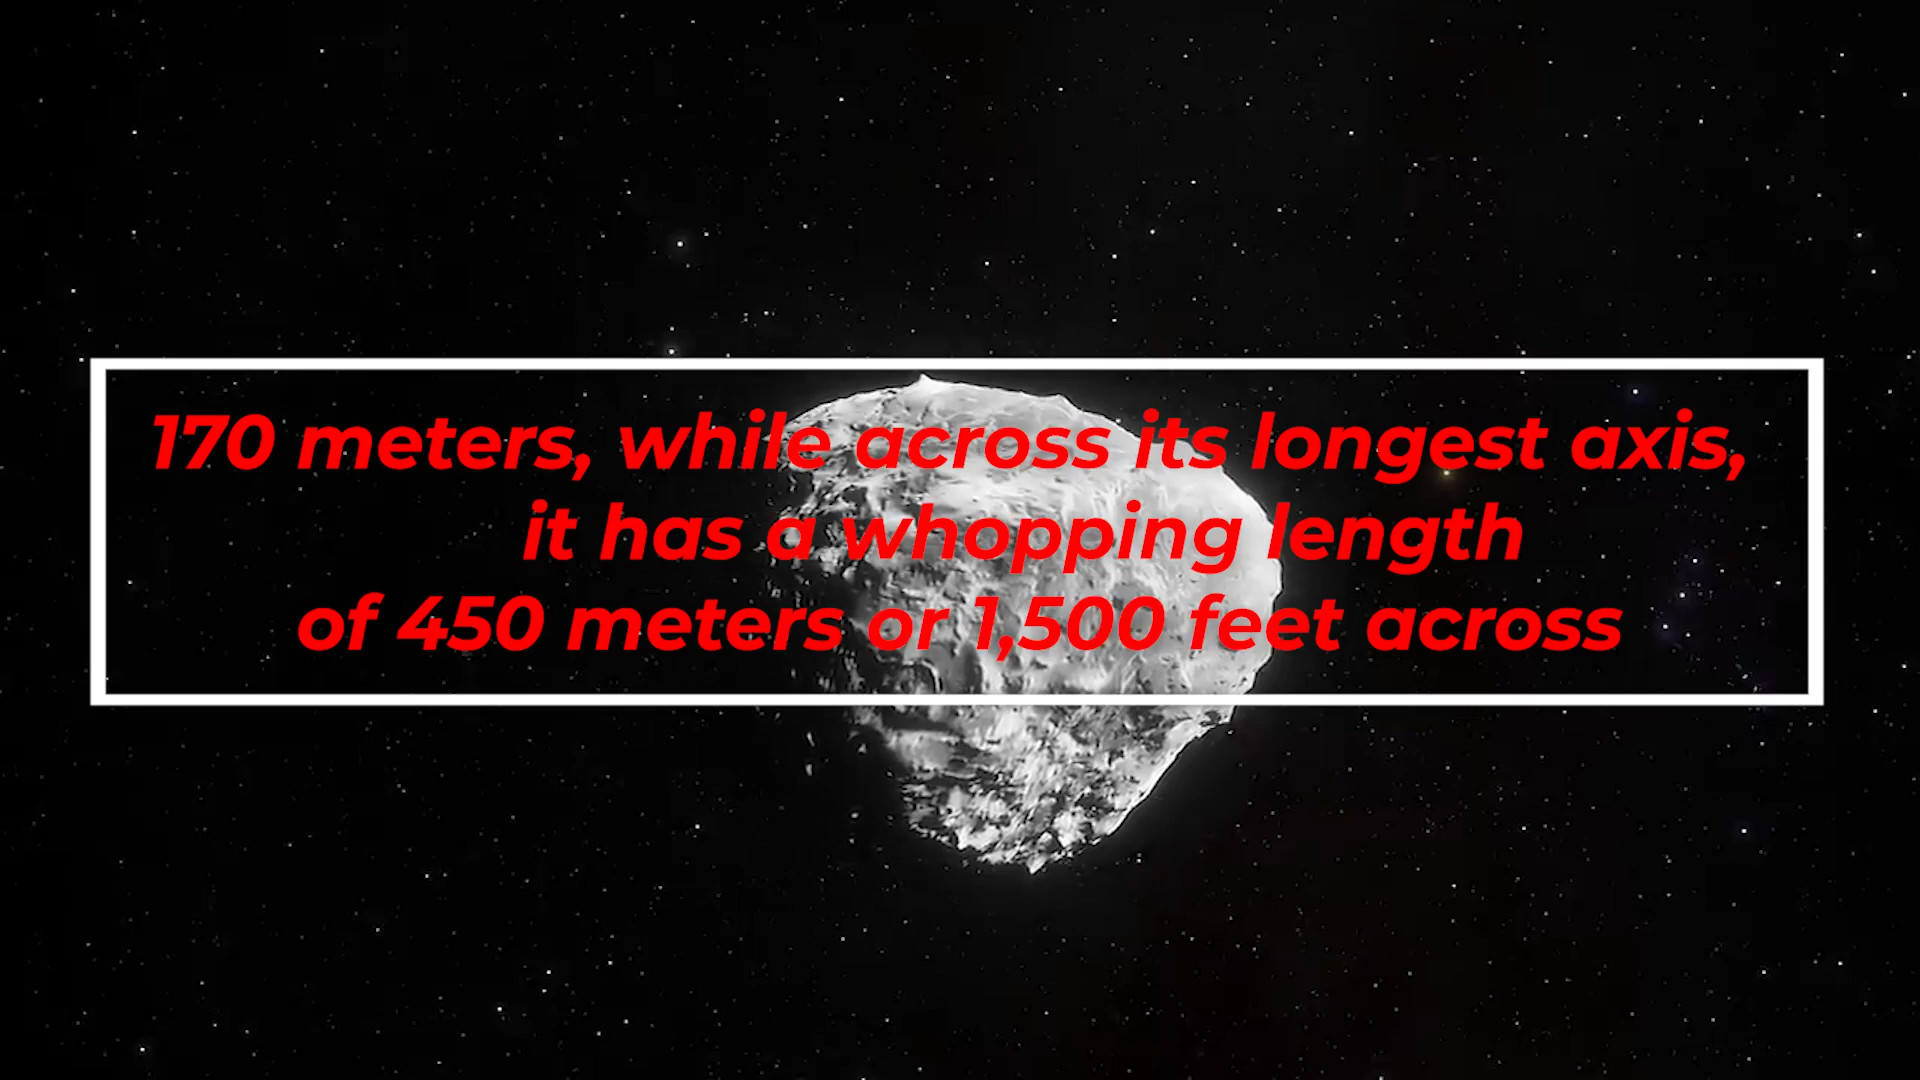 170 meters, while across its longest axis,
it has a whopping length
of 450 meters or 1,500 feet across